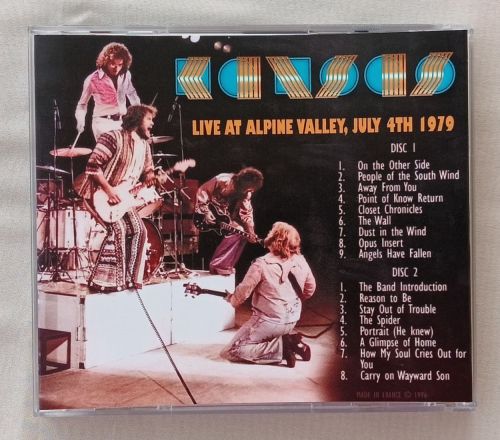 KANSAS
LIVE AT ALPINE VALLEY, JULY 4TH 1979
DISC 1
1. On the Other Side
2. People of the South Wind
3. Away From You
4. Point of Know Return
5. Closet Chronicles
6. The Wall
7. Dust in the Wind
8. Opus Insert
9. Angels Have Fallen
DISC 2
1. The Band Introduction
2. Reason to Be
3. Stay Out of Trouble
4. The Spider
5. Portrait (He knew)
6. A Glimpse of Home
7. How My Soul Cries Out for
You
8. Carry on Wayward Son
MADE IN FRANCE © 1996